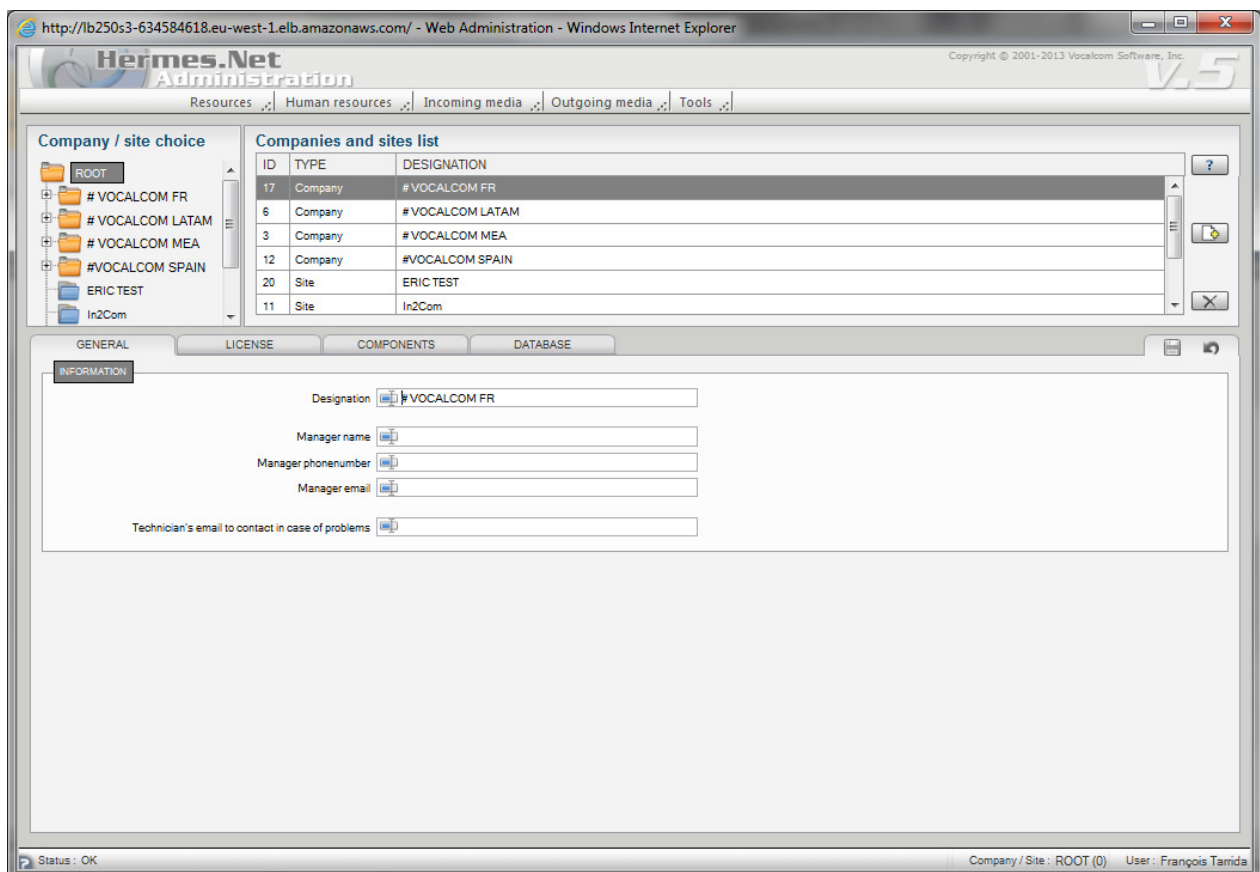 http://lb250s3-634584618.eu-west-1.elb.amazonaws.com/ - Web Administration - Windows Internet Explorer
Hermes.Net
Administration
Copyright © 2001-2013 Vocalcom Software, Inc.
V.5
Resources Human resources Incoming media Outgoing media Tools
Company / site choice
ROOT
# VOCALCOM FR
# VOCALCOM LATAM
# VOCALCOM MEA
#VOCALCOM SPAIN
ERIC TEST
In2Com
Companies and sites list
ID TYPE DESIGNATION
17 Company # VOCALCOM FR
6 Company # VOCALCOM LATAM
3 Company # VOCALCOM MEA
12 Company #VOCALCOM SPAIN
20 Site ERIC TEST
11 Site In2Com
?
GENERAL LICENSE COMPONENTS DATABASE
INFORMATION
Designation # VOCALCOM FR
Manager name
Manager phonenumber
Manager email
Technician's email to contact in case of problems
Status : OK Company / Site : ROOT (0) User : François Tarrida